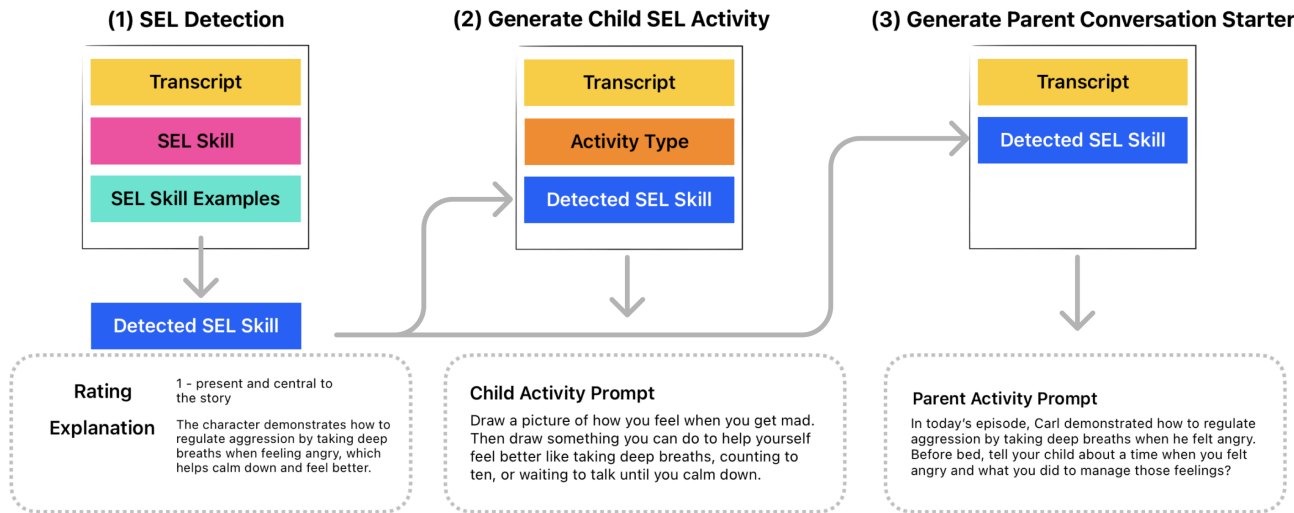 (1) SEL Detection
Transcript
SEL Skill
SEL Skill Examples
Detected SEL Skill
Rating
1 - present and central to
the story
Explanation
The character demonstrates how to
regulate aggression by taking deep
breaths when feeling angry, which
helps calm down and feel better.
(2) Generate Child SEL Activity
Transcript
Activity Type
Detected SEL Skill
Child Activity Prompt
Draw a picture of how you feel when you get mad.
Then draw something you can do to help yourself
feel better like taking deep breaths, counting to
ten, or waiting to talk until you calm down.
(3) Generate Parent Conversation Starter
Transcript
Detected SEL Skill
Parent Activity Prompt
In today's episode, Carl demonstrated how to regulate
aggression by taking deep breaths when he felt angry.
Before bed, tell your child about a time when you felt
angry and what you did to manage those feelings?